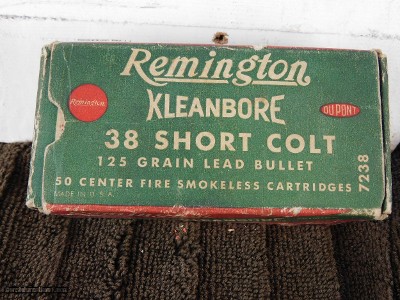 Remington
Remington
KLEANBORE
DU PONT
38 SHORT COLT
125 GRAIN LEAD BULLET
50 CENTER FIRE SMOKELESS CARTRIDGES
MADE IN U.S.A.
7238